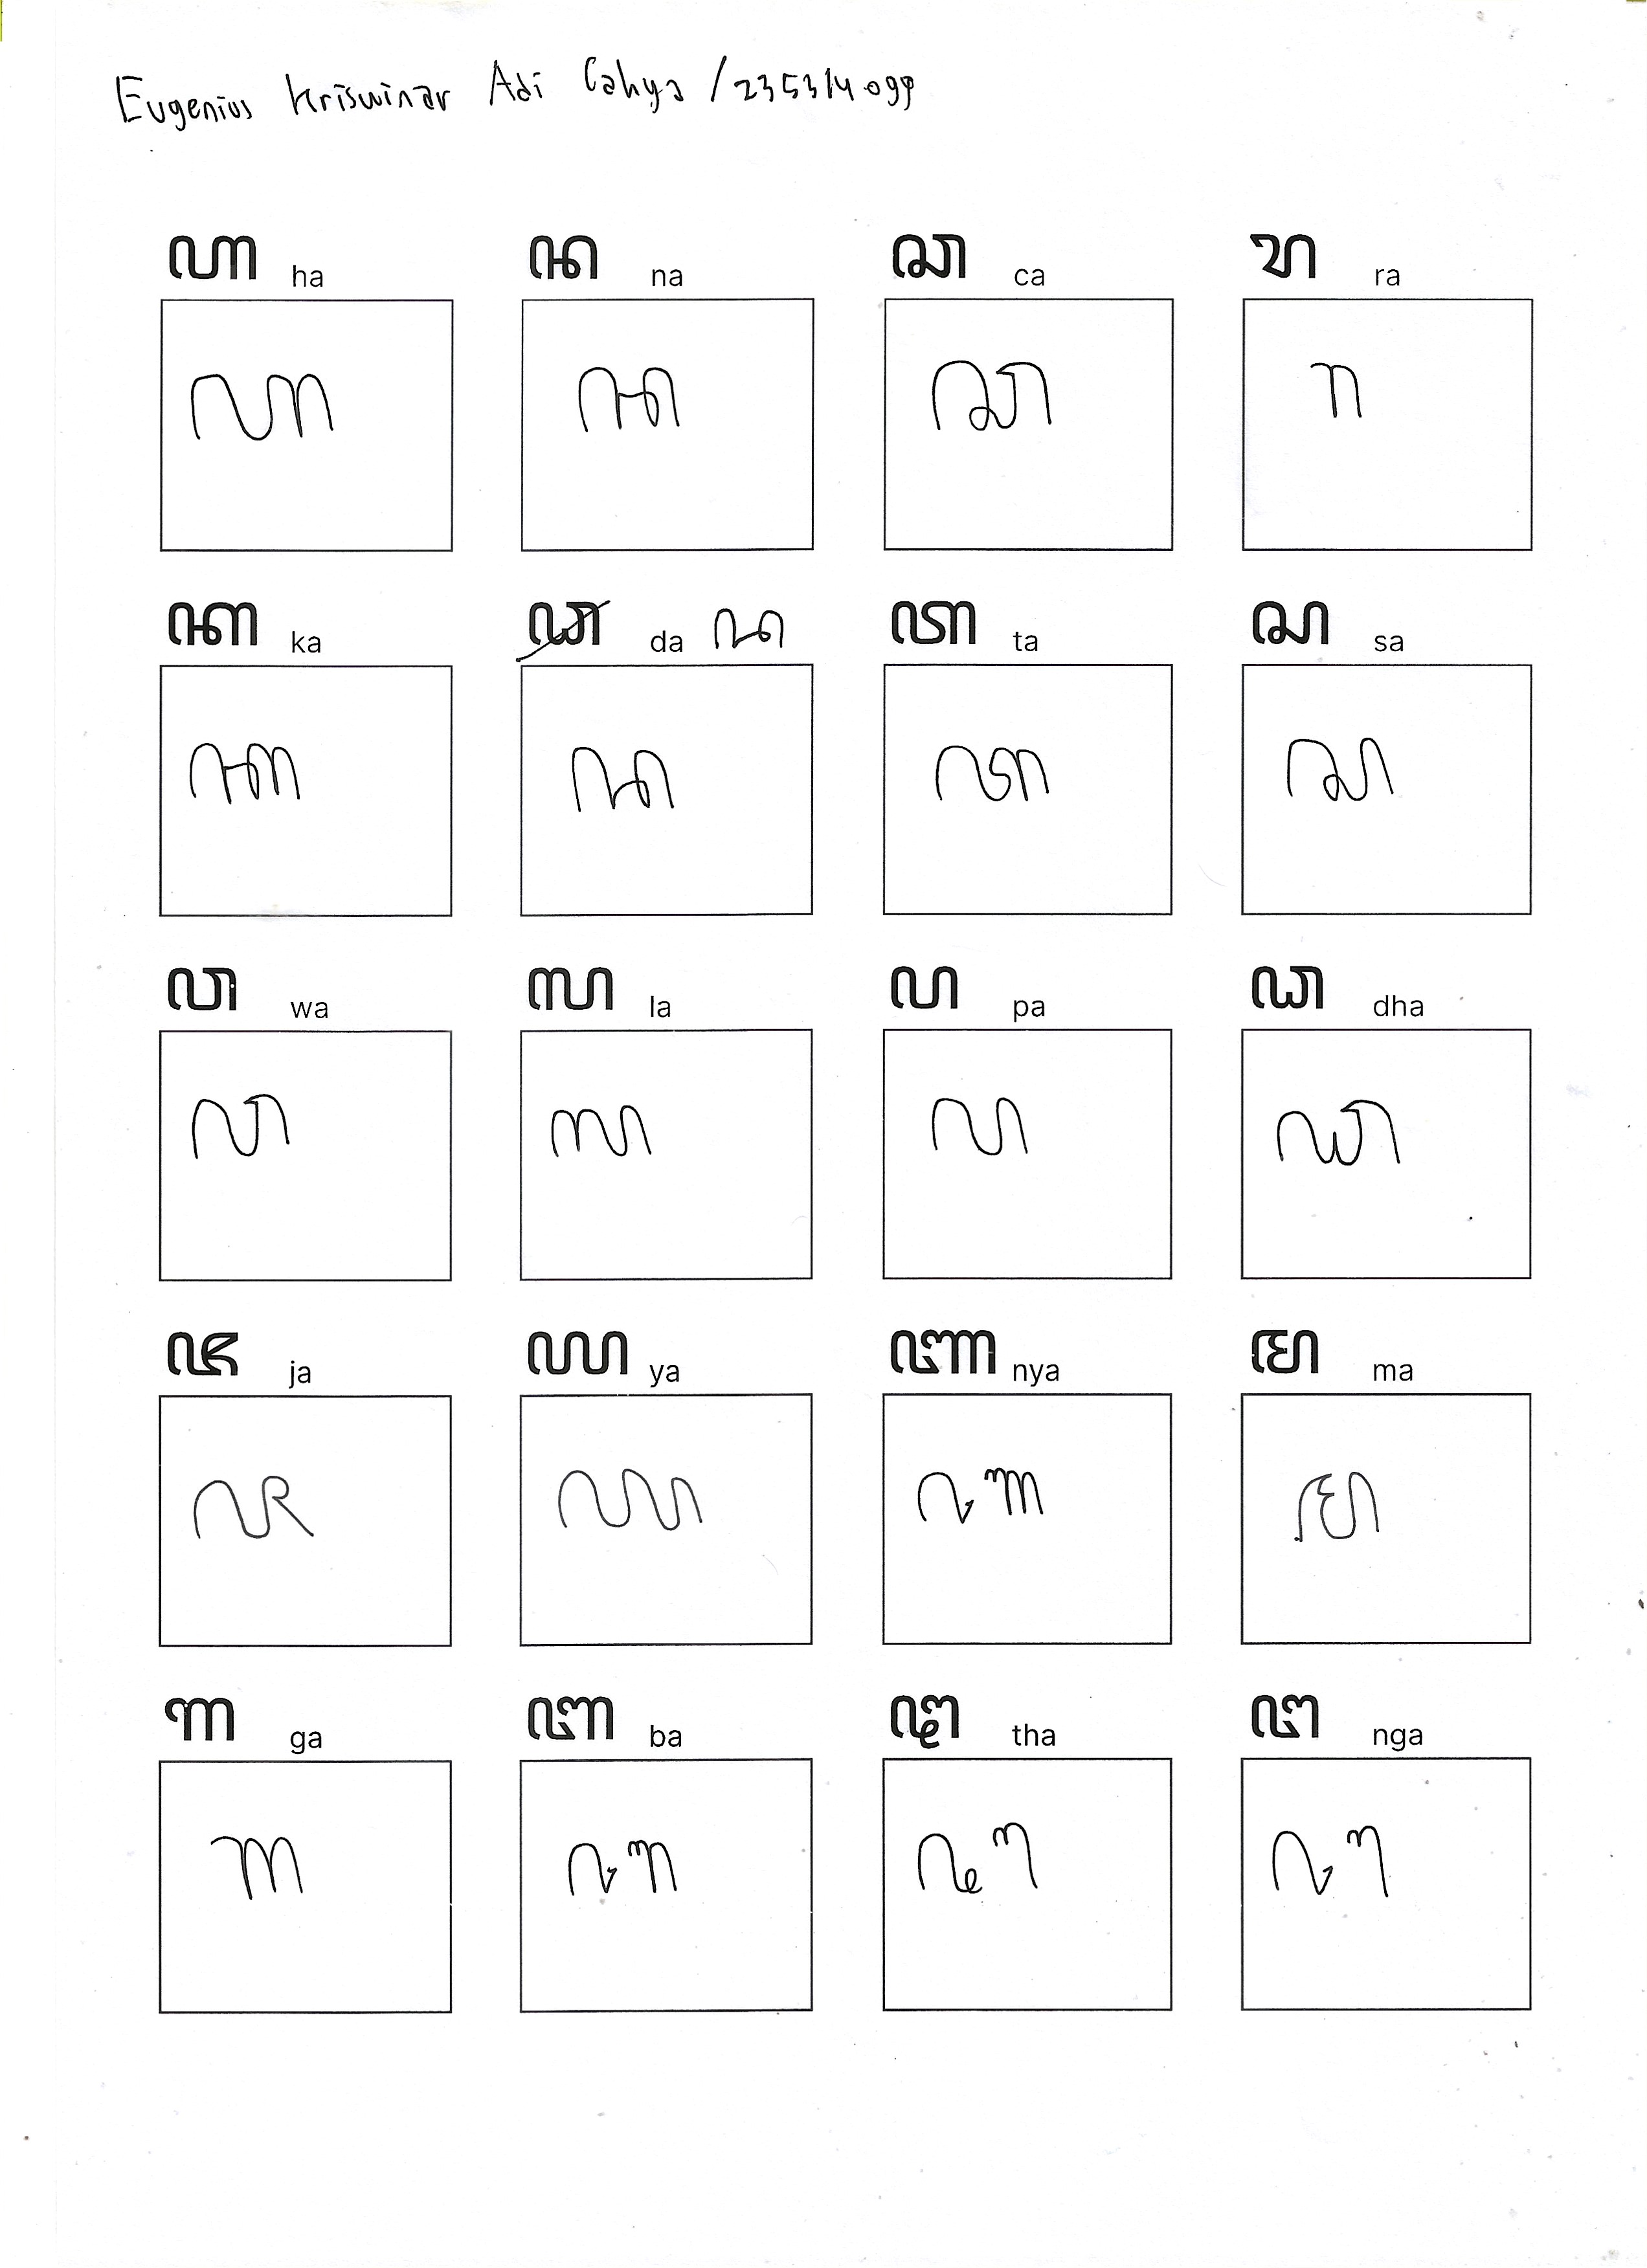 Eugenius Kriswinar Adi Cahya / 235314099
ꦲ ha ꦤ na ꦕ ca ꦬ ra
ꦲ ꦤ ꦕ ꦫ
ꦏ ka ꦣ da ꦢ ꦠ ta ꦱ sa
ꦏ ꦢ ꦠ ꦱ
ꦮ wa ꦭ la ꦥ pa ꦝ dha
ꦮ ꦭ ꦥ ꦝ
ꦗ ja ꦪ ya ꦚ nya ꦩ ma
ꦗ ꦪ ꦚ ꦩ
ꦒ ga ꦧ ba ꦛ tha ꦔ nga
ꦒ ꦧ ꦛ ꦔ